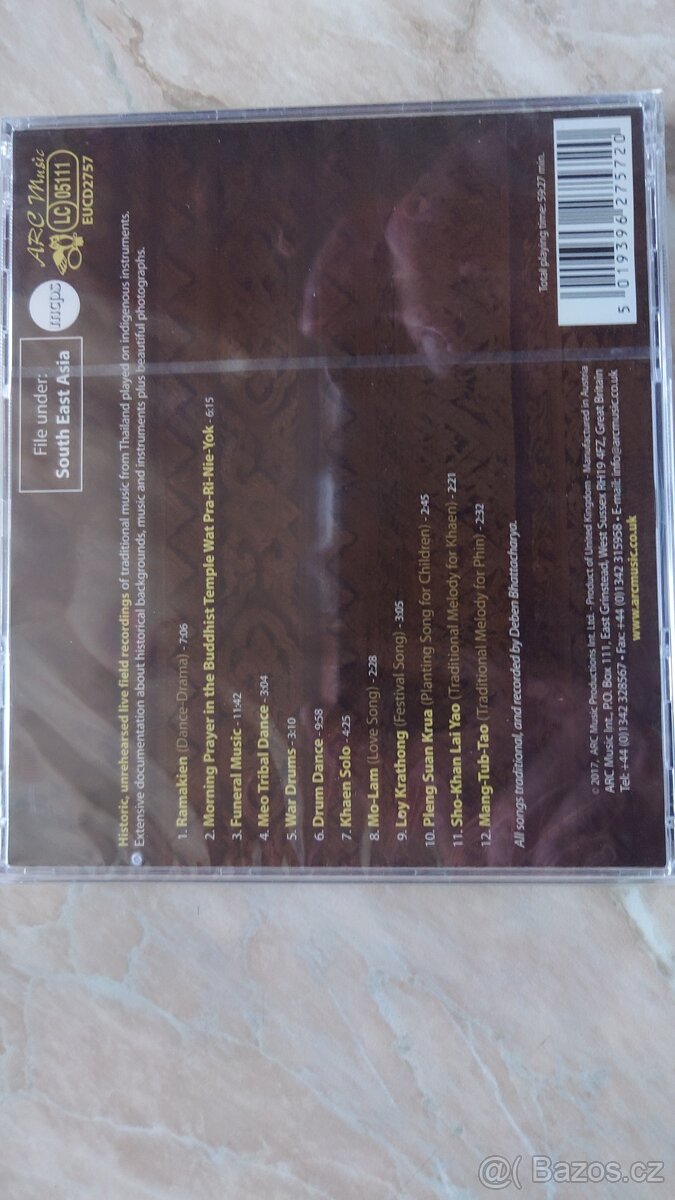 File under:
South East Asia
mcps
ARC Music
LC 05111
EUCD2757
Historic, unrehearsed live field recordings of traditional music from Thailand played on indigenous instruments.
Extensive documentation about historical backgrounds, music and instruments plus beautiful photographs.
1. Ramakien (Dance-Drama) - 7:06
2. Morning Prayer in the Buddhist Temple Wat Pra-Ri-Nie-Yok - 6:15
3. Funeral Music - 11:42
4. Meo Tribal Dance - 3:04
5. War Drums - 3:10
6. Drum Dance - 9:58
7. Khaen Solo - 4:25
8. Mo-Lam (Love Song) - 2:28
9. Loy Krathong (Festival Song) - 3:05
10. Pleng Suan Krua (Planting Song for Children) - 2:45
11. Sho-Khan Lai Yao (Traditional Melody for Khaen) - 2:21
12. Mang-Tub-Tao (Traditional Melody for Phin) - 2:32
All songs traditional, and recorded by Deben Bhattacharya.
Total playing time: 59:27 min.
5 019396 275720
© 2017, ARC Music Productions Int. Ltd. - Product of United Kingdom - Manufactured in Austria
ARC Music Int., P.O. Box 111, East Grinstead, West Sussex RH19 4FZ, Great Britain
Tel: +44 (0)1342 328567 • Fax: +44 (0)1342 315958 • E-mail: info@arcmusic.co.uk
www.arcmusic.co.uk
@ Bazos.cz